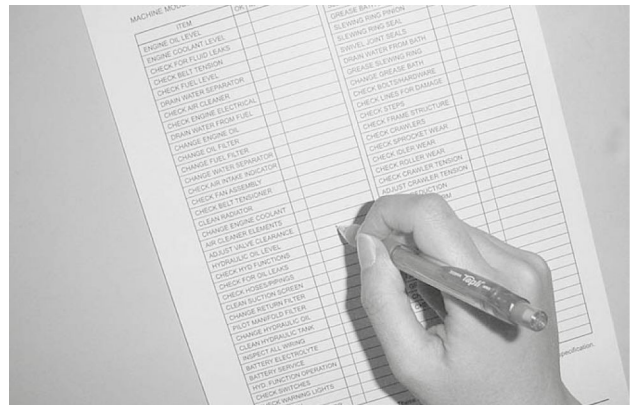 MACHINE MOD
ITEM
OK
ENGINE OIL LEVEL
ENGINE COOLANT LEVEL
CHECK FOR FLUID LEAKS
CHECK BELT TENSION
CHECK FUEL LEVEL
DRAIN WATER SEPARATOR
CHECK AIR CLEANER
CHECK ENGINE ELECTRICAL
DRAIN WATER FROM FUEL
CHANGE ENGINE OIL
CHANGE OIL FILTER
CHANGE FUEL FILTER
CHANGE WATER SEPARATOR
CHECK AIR INTAKE INDICATOR
CHECK FAN ASSEMBLY
CHECK BELT TENSIONER
CLEAN RADIATOR
CHANGE ENGINE COOLANT
AIR CLEANER ELEMENTS
ADJUST VALVE CLEARANCE
HYDRAULIC OIL LEVEL
CHECK HYD FUNCTIONS
CHECK FOR OIL LEAKS
CHECK HOSES/PIPINGS
CLEAN SUCTION SCREEN
CHANGE RETURN FILTER
PILOT MANIFOLD FILTER
CHANGE HYDRAULIC OIL
CLEAN HYDRAULIC TANK
INSPECT ALL WIRING
BATTERY ELECTROLYTE
BATTERY SERVICE
HYD. FUNCTION OPERATION
CHECK SWITCHES
CHECK WARNING LIGHTS
GREASE BATH
SLEWING RING PINION
SLEWING RING SEAL
SWIVEL JOINT SEALS
DRAIN WATER FROM BATH
GREASE SLEWING RING
CHANGE GREASE BATH
CHECK BOLTS/HARDWARE
CHECK LINES FOR DAMAGE
CHECK STEPS
CHECK FRAME STRUCTURE
CHECK CRAWLERS
CHECK SPROCKET WEAR
CHECK IDLER WEAR
CHECK ROLLER WEAR
CHECK CRAWLER TENSION
ADJUST CRAWLER TENSION
specification.